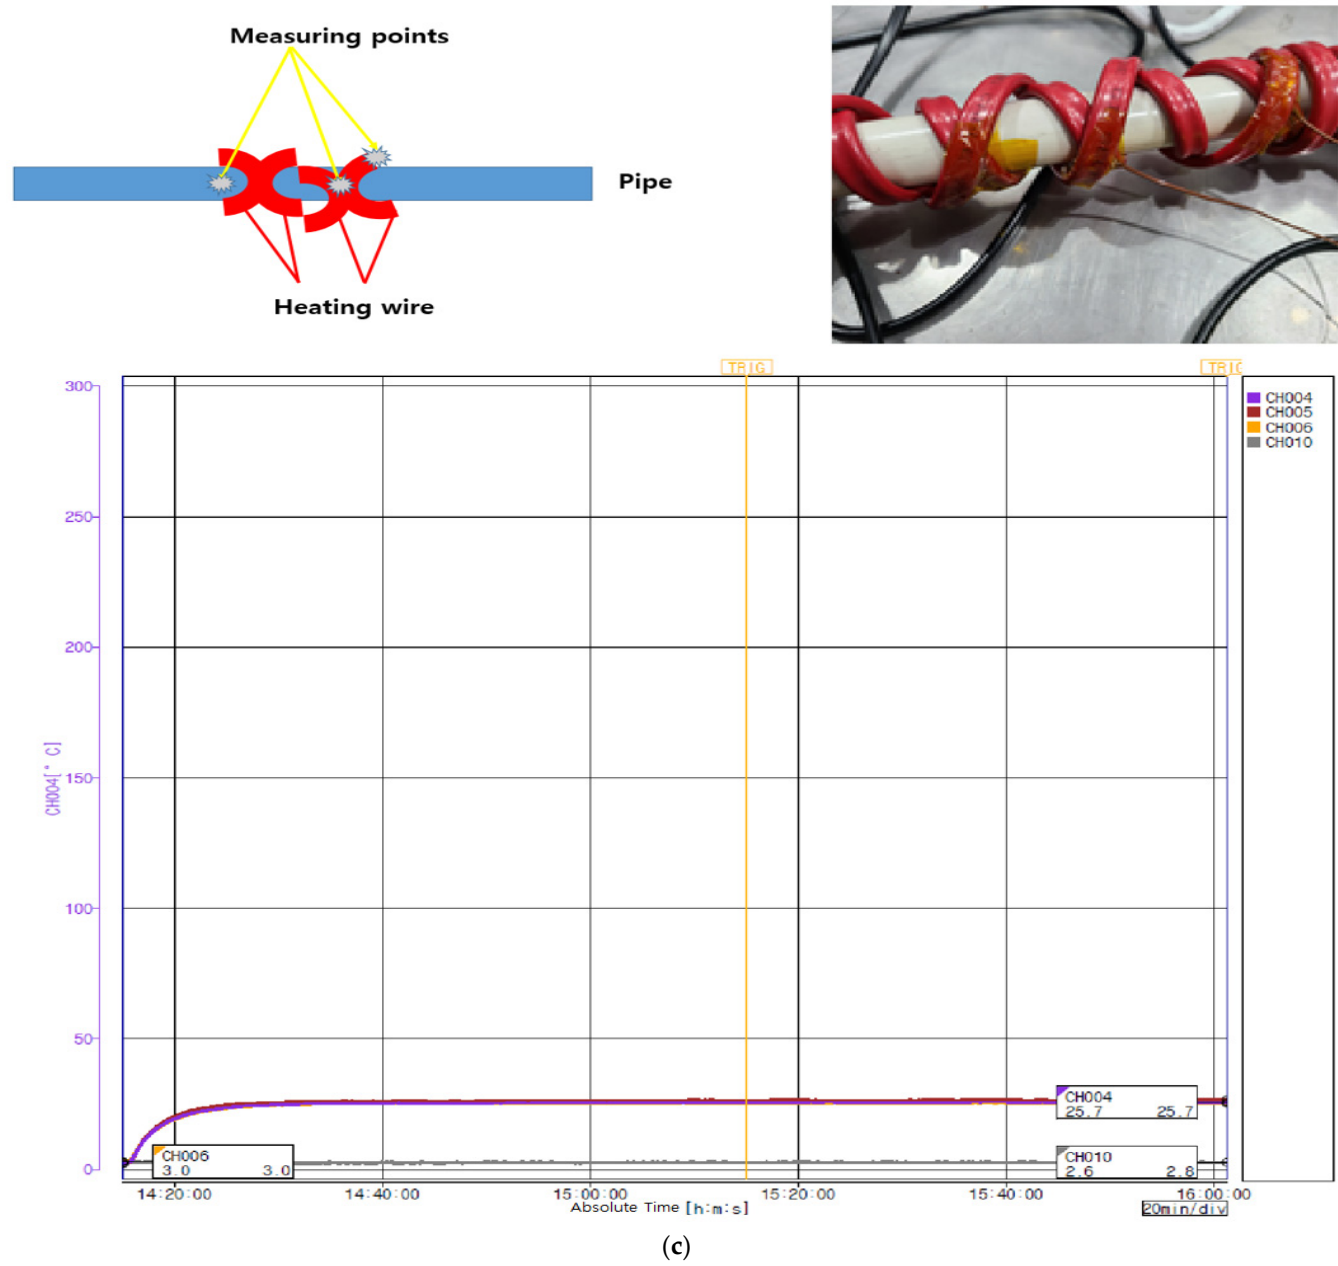 Measuring points
Pipe
Heating wire
TRIG
TRIG
300
250
200
150
100
50
0
CH004[°C]
CH004
CH005
CH006
CH010
CH004
25.7 25.7
CH006
3.0 3.0
CH010
2.6 2.8
14:20:00 14:40:00 15:00:00 15:20:00 15:40:00 16:00:00
Absolute Time [h:m:s]
20min/div
(c)